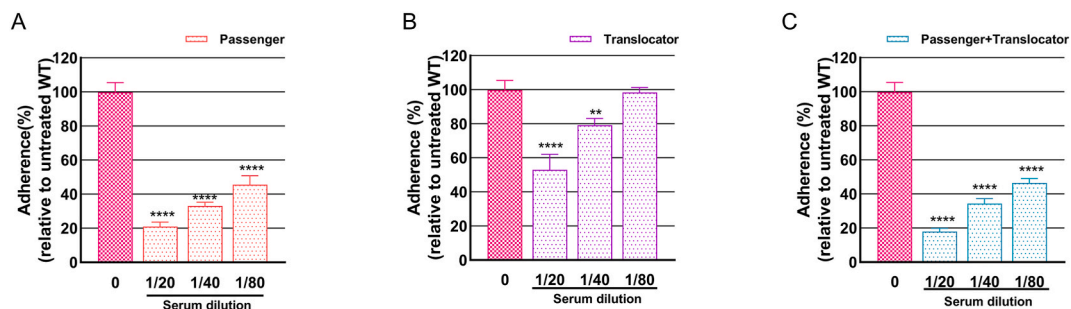 A
Passenger
Adherence(%)
(relative to untreated WT)
120
100
80
60
40
20
0
****
****
****
0 1/20 1/40 1/80
Serum dilution
B
Translocator
Adherence (%)
(relative to untreated WT)
120
100
80
60
40
20
0
****
**
0 1/20 1/40 1/80
Serum dilution
C
Passenger+Translocator
Adherence (%)
(relative to untreated WT)
120
100
80
60
40
20
0
****
****
****
0 1/20 1/40 1/80
Serum dilution